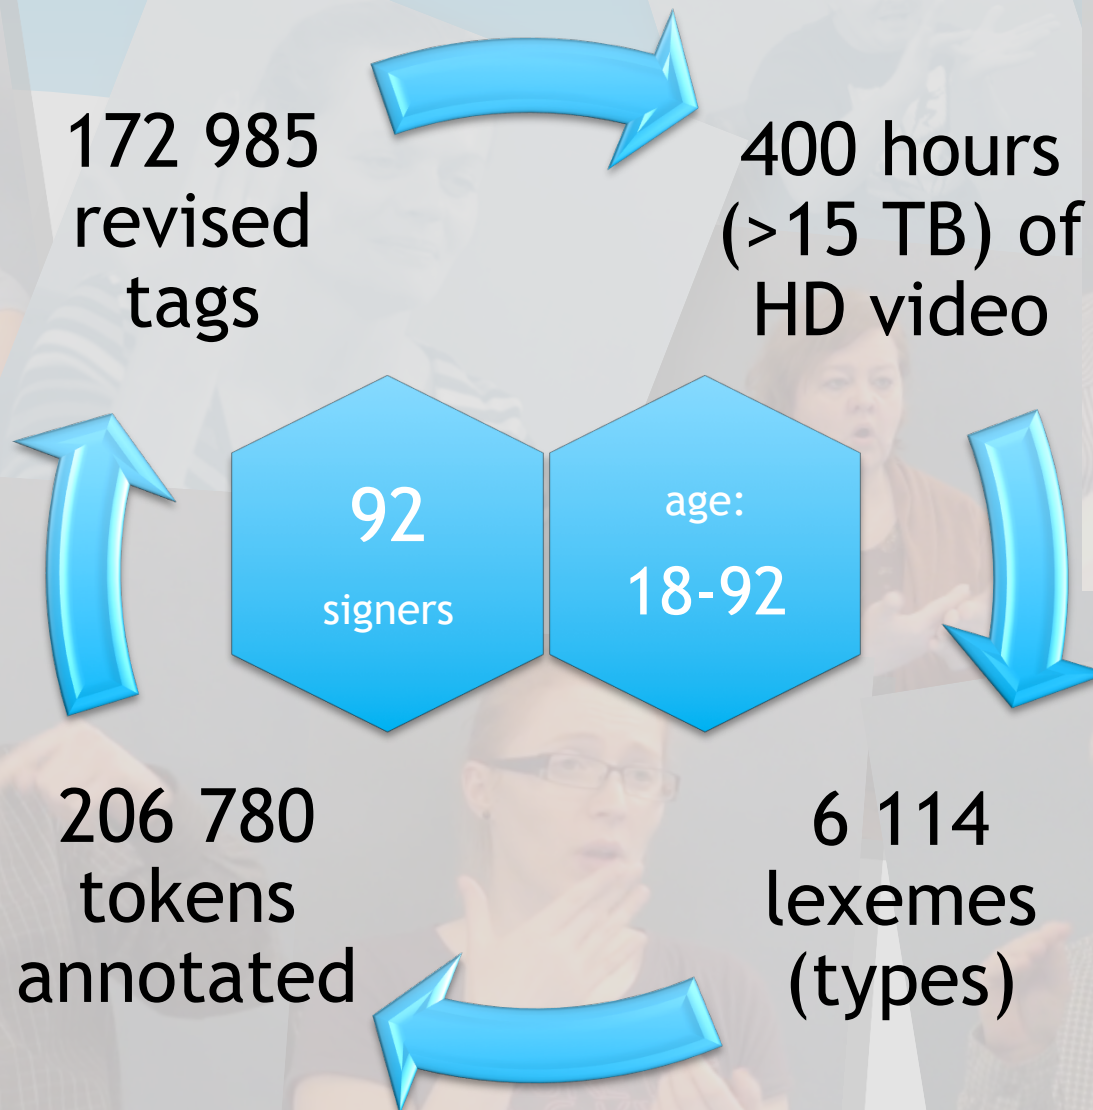 172 985
revised
tags
400 hours
(>15 TB) of
HD video
92
signers
age:
18-92
206 780
tokens
annotated
6 114
lexemes
(types)